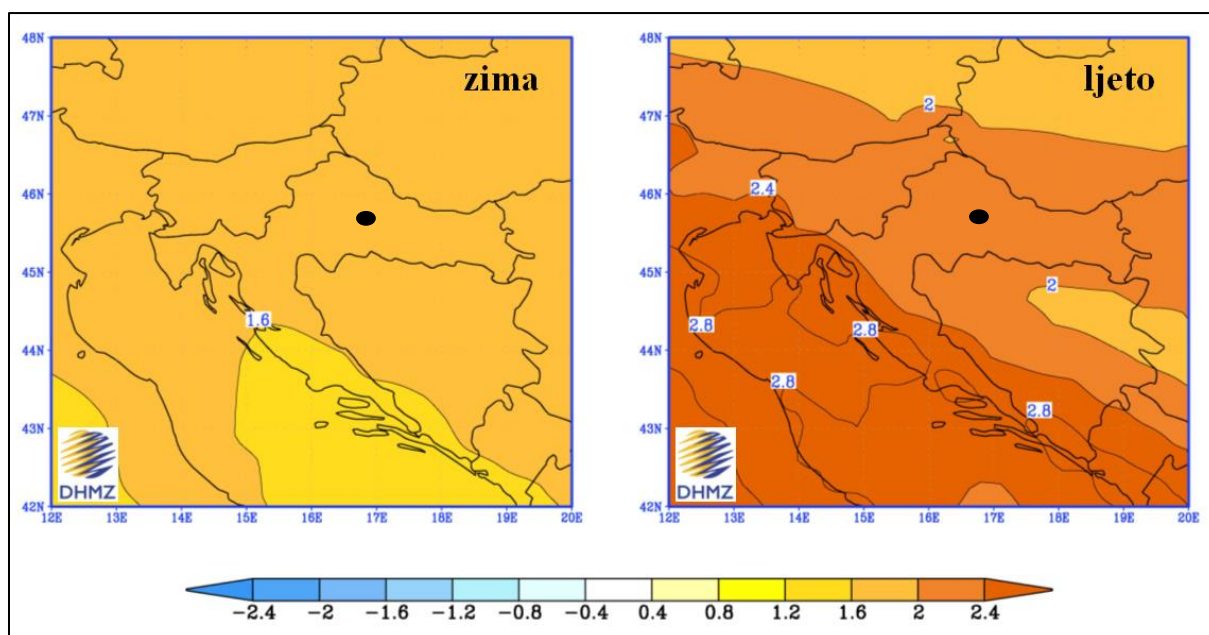 zima
48N
47N
46N
45N
44N
43N
42N
1.6
DHMZ
12E 13E 14E 15E 16E 17E 18E 19E 20E
ljeto
48N
47N
46N
45N
44N
43N
42N
2
2.4
2
2.8
2.8
2.8
2.8
DHMZ
12E 13E 14E 15E 16E 17E 18E 19E 20E
−2.4 −2 −1.6 −1.2 −0.8 −0.4 0.4 0.8 1.2 1.6 2 2.4